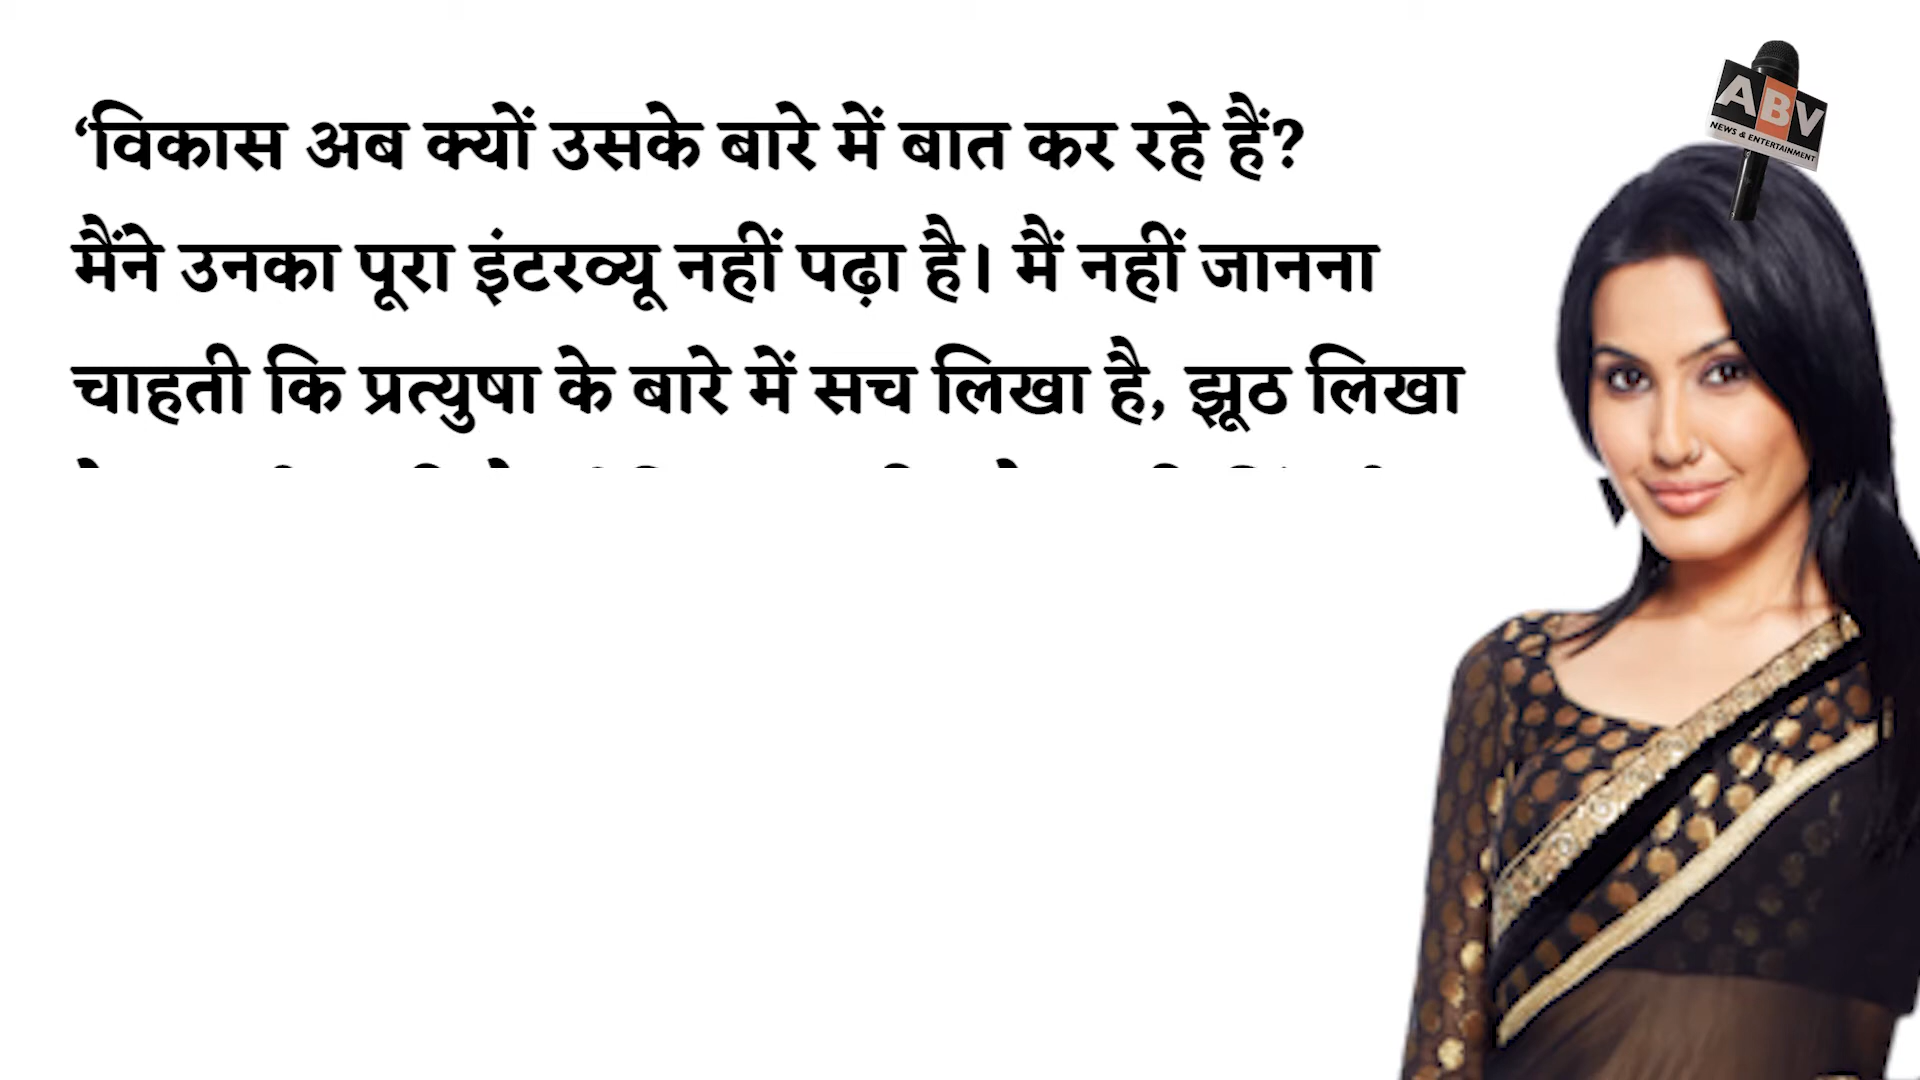 ‘विकास अब क्यों उसके बारे में बात कर रहे हैं?
मैंने उनका पूरा इंटरव्यू नहीं पढ़ा है। मैं नहीं जानना
चाहती कि प्रत्युषा के बारे में सच लिखा है, झूठ लिखा
ABV
NEWS & ENTERTAINMENT